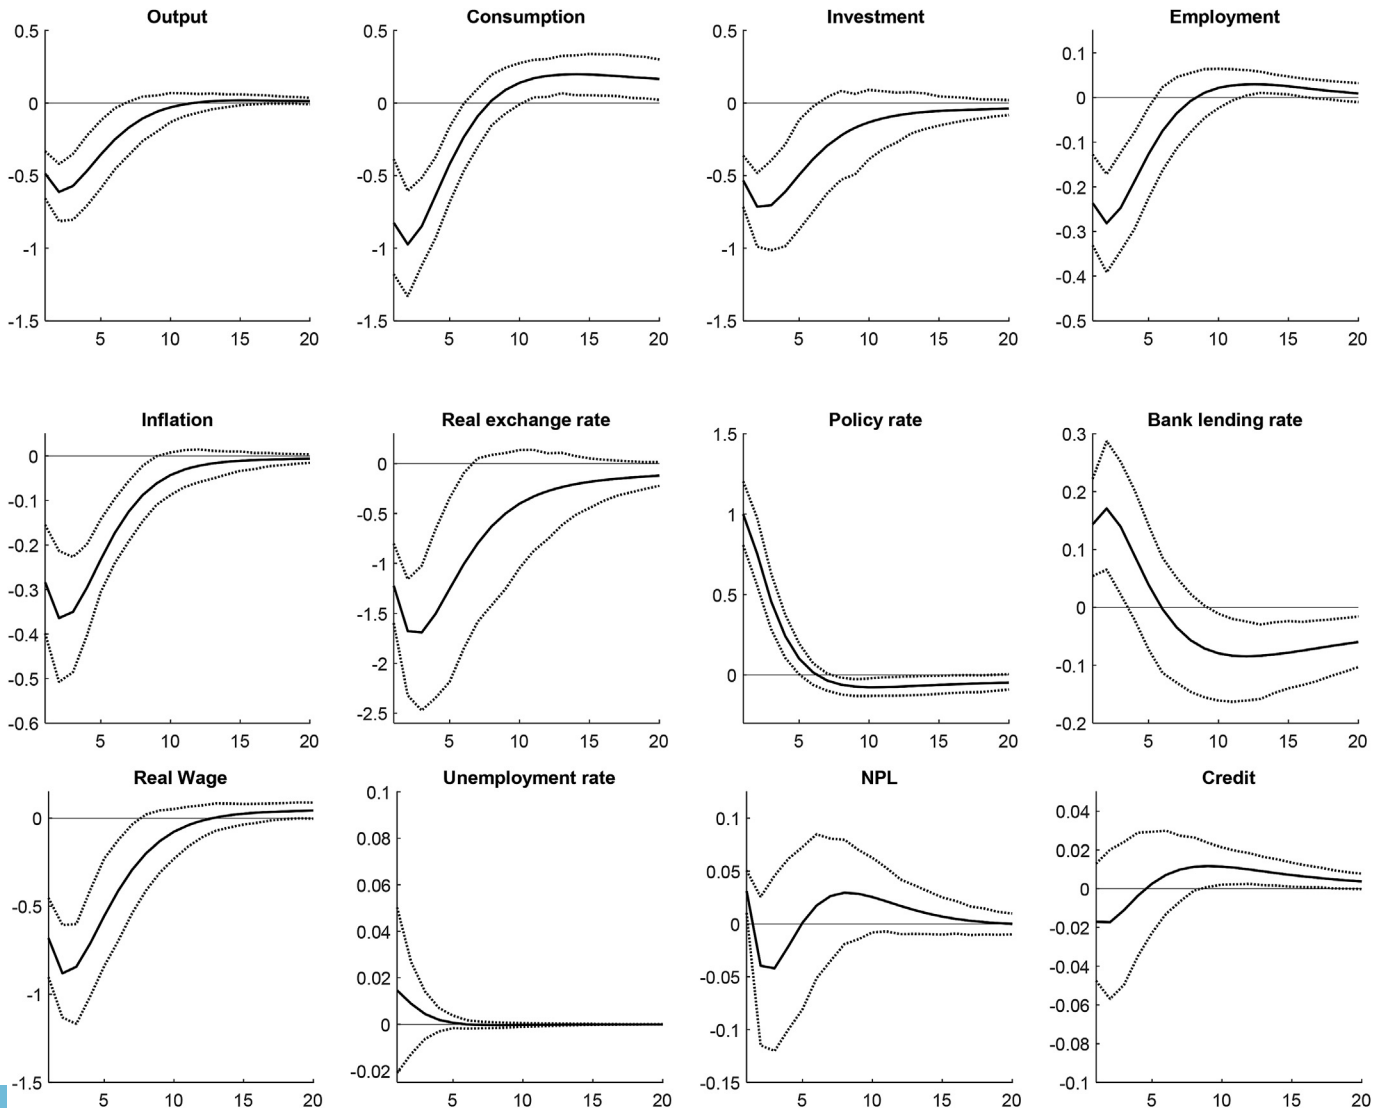 Output
Consumption
Investment
Employment
0.5
0
-0.5
-1
-1.5
5 10 15 20
0.5
0
-0.5
-1
-1.5
5 10 15 20
0.5
0
-0.5
-1
-1.5
5 10 15 20
0.1
0
-0.1
-0.2
-0.3
-0.4
-0.5
5 10 15 20
Inflation
Real exchange rate
Policy rate
Bank lending rate
0
-0.1
-0.2
-0.3
-0.4
-0.5
-0.6
5 10 15 20
0
-0.5
-1
-1.5
-2
-2.5
5 10 15 20
1.5
1
0.5
0
5 10 15 20
0.3
0.2
0.1
0
-0.1
-0.2
5 10 15 20
Real Wage
Unemployment rate
NPL
Credit
0
-0.5
-1
-1.5
5 10 15 20
0.1
0.08
0.06
0.04
0.02
0
-0.02
5 10 15 20
0.1
0.05
0
-0.05
-0.1
-0.15
5 10 15 20
0.04
0.02
0
-0.02
-0.04
-0.06
-0.08
-0.1
5 10 15 20